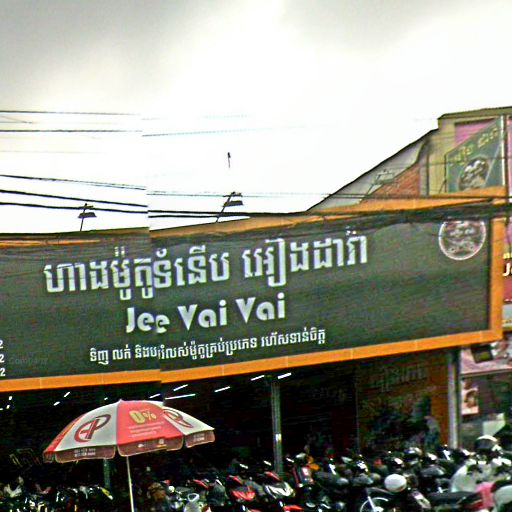 ហាងម៉ូតូទំនើប អៀងដារ៉ា
Jee Vai Vai
ទិញ លក់ និងបង់រំលស់ម៉ូតូគ្រប់ប្រភេទ រហ័សទាន់ចិត្ត
0%